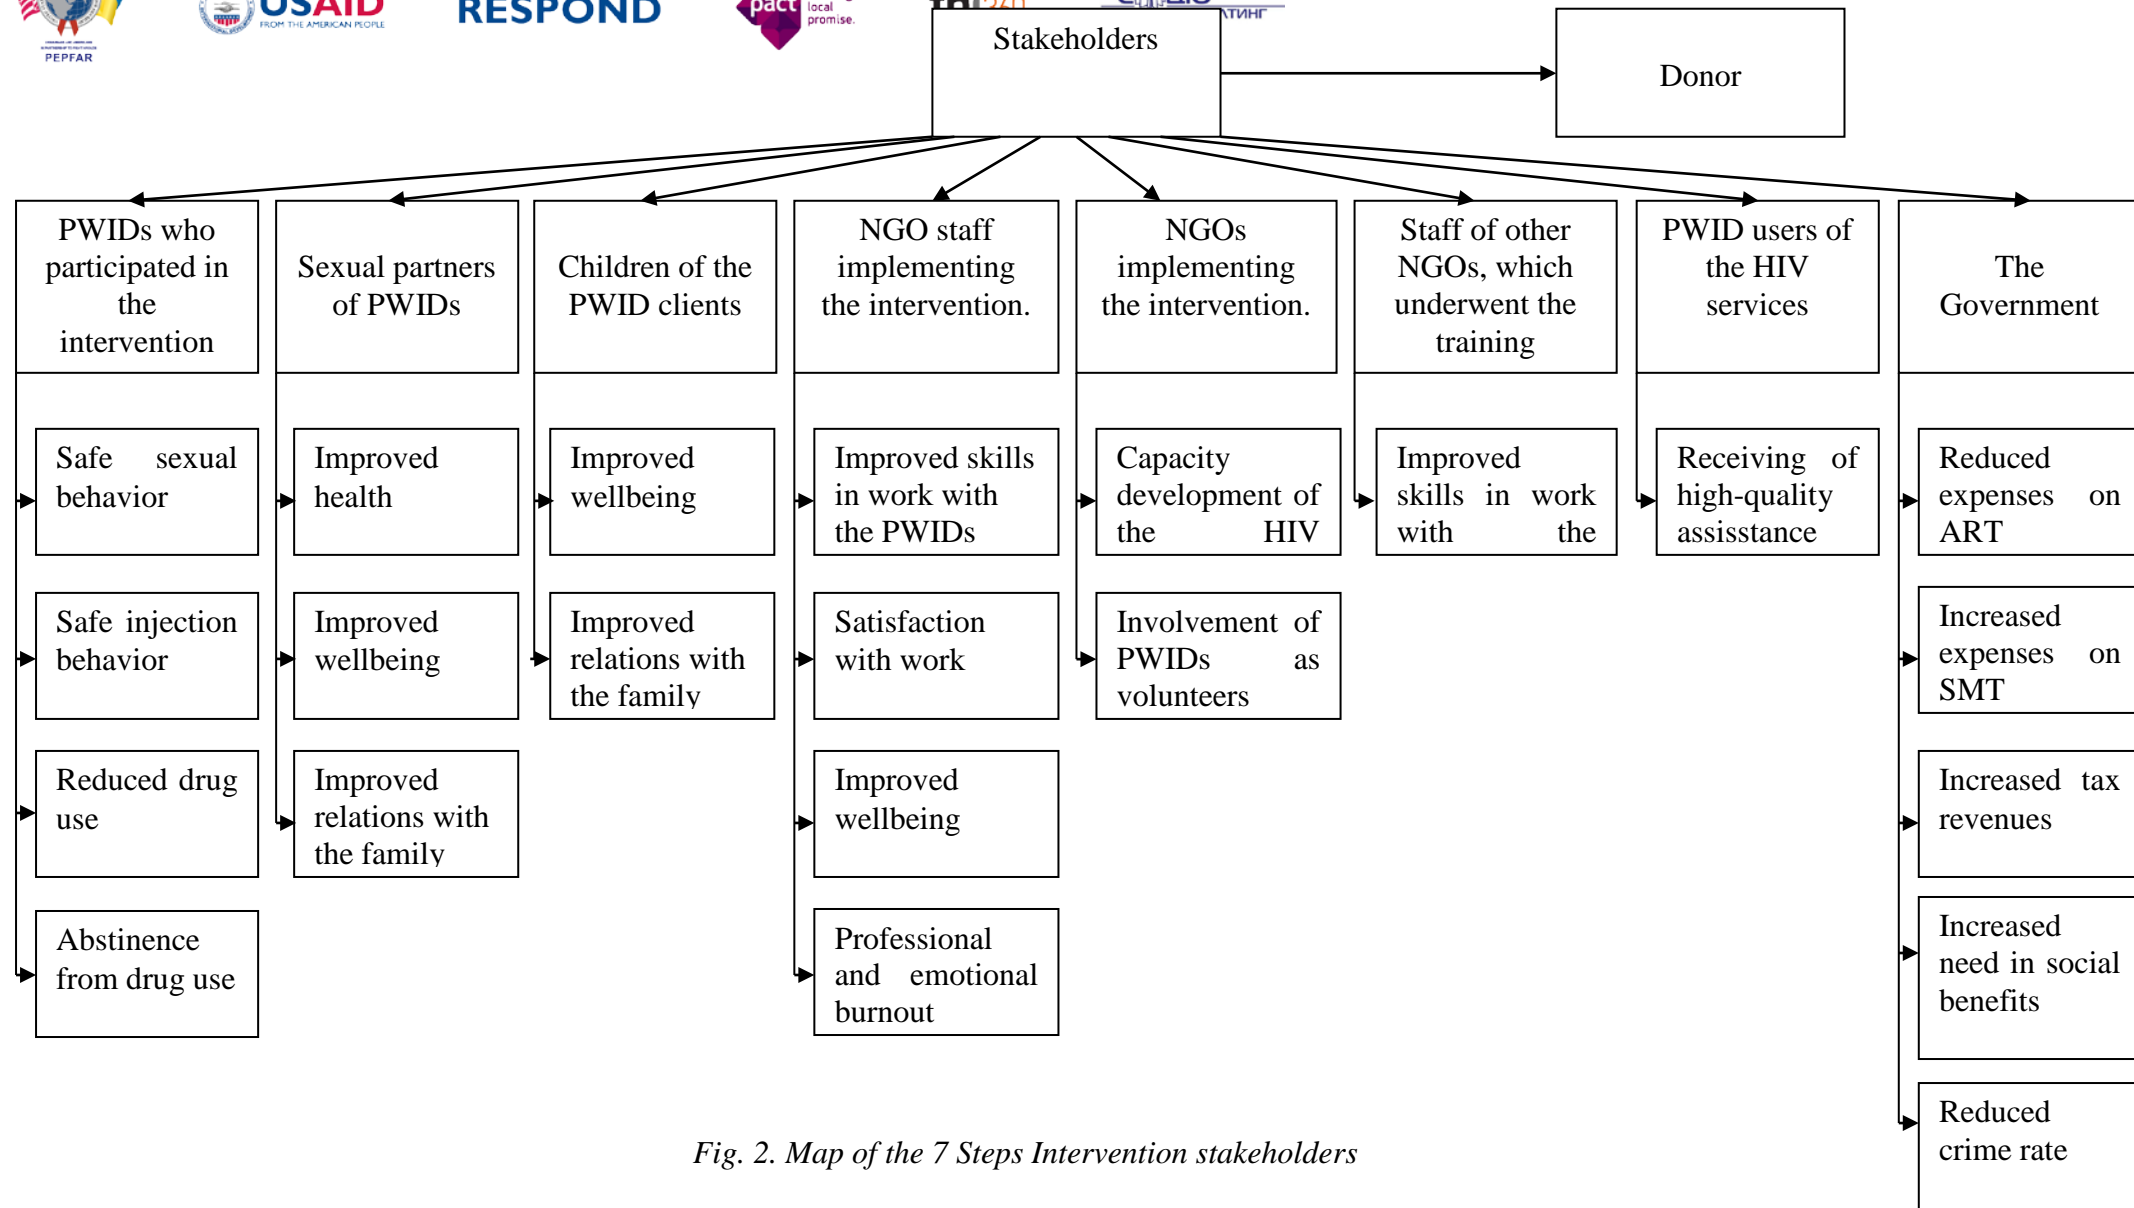 PEPFAR
USAID
FROM THE AMERICAN PEOPLE
RESPOND
pact
local
promise.
Stakeholders
Donor
PWIDs who
participated in
the
intervention
Sexual partners
of PWIDs
Children of the
PWID clients
NGO staff
implementing
the intervention.
NGOs
implementing
the intervention.
Staff of other
NGOs, which
underwent the
training
PWID users of
the HIV
services
The
Government
Safe sexual
behavior
Safe injection
behavior
Reduced drug
use
Abstinence
from drug use
Improved
health
Improved
wellbeing
Improved
relations with
the family
Improved
wellbeing
Improved
relations with
the family
Improved skills
in work with
the PWIDs
Satisfaction
with work
Improved
wellbeing
Professional
and emotional
burnout
Capacity
development of
the HIV
Involvement of
PWIDs as
volunteers
Improved
skills in work
with the
Receiving of
high-quality
assisstance
Reduced
expenses on
ART
Increased
expenses on
SMT
Increased tax
revenues
Increased
need in social
benefits
Reduced
crime rate
Fig. 2. Map of the 7 Steps Intervention stakeholders